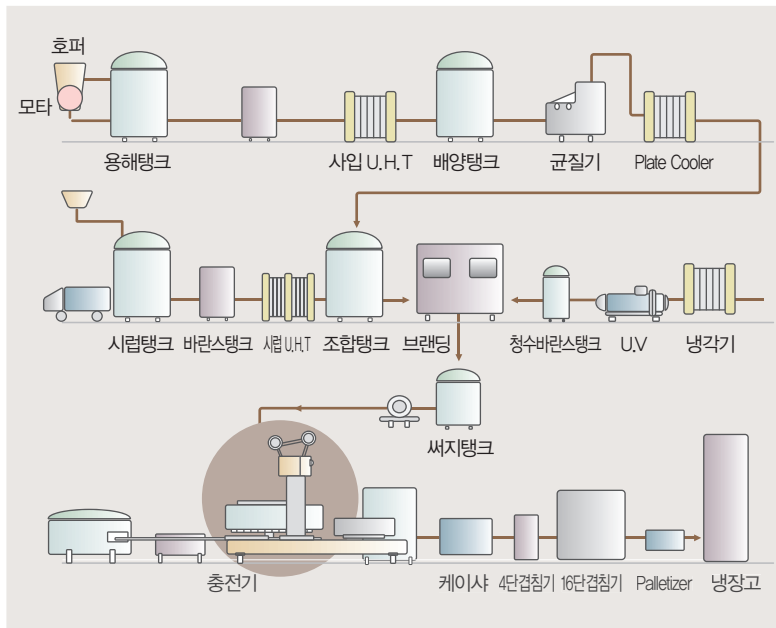 호퍼
모타
용해탱크
사입 U.H.T
배양탱크
균질기
Plate Cooler
시럽탱크
바란스탱크
시럽 U.H.T
조합탱크
브랜딩
청수바란스탱크
U.V
냉각기
써지탱크
충전기
케이샤
4단겹침기
16단겹침기
Palletizer
냉장고